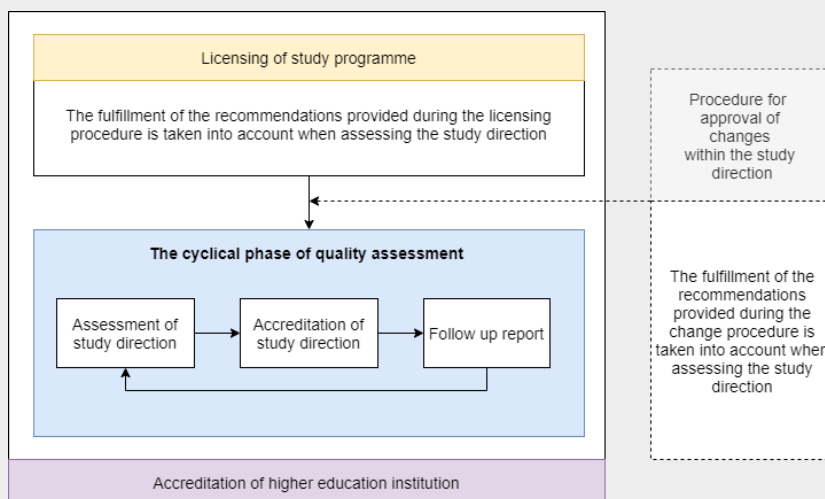 Licensing of study programme
The fulfillment of the recommendations provided during the licensing
procedure is taken into account when assessing the study direction
The cyclical phase of quality assessment
Assessment of
study direction
Accreditation of
study direction
Follow up report
Accreditation of higher education institution
Procedure for
approval of
changes
within the study
direction
The fulfillment of the
recommendations
provided during the
change procedure is
taken into account when
assessing the study
direction